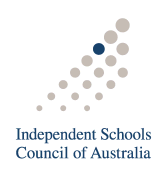 Independent Schools
Council of Australia